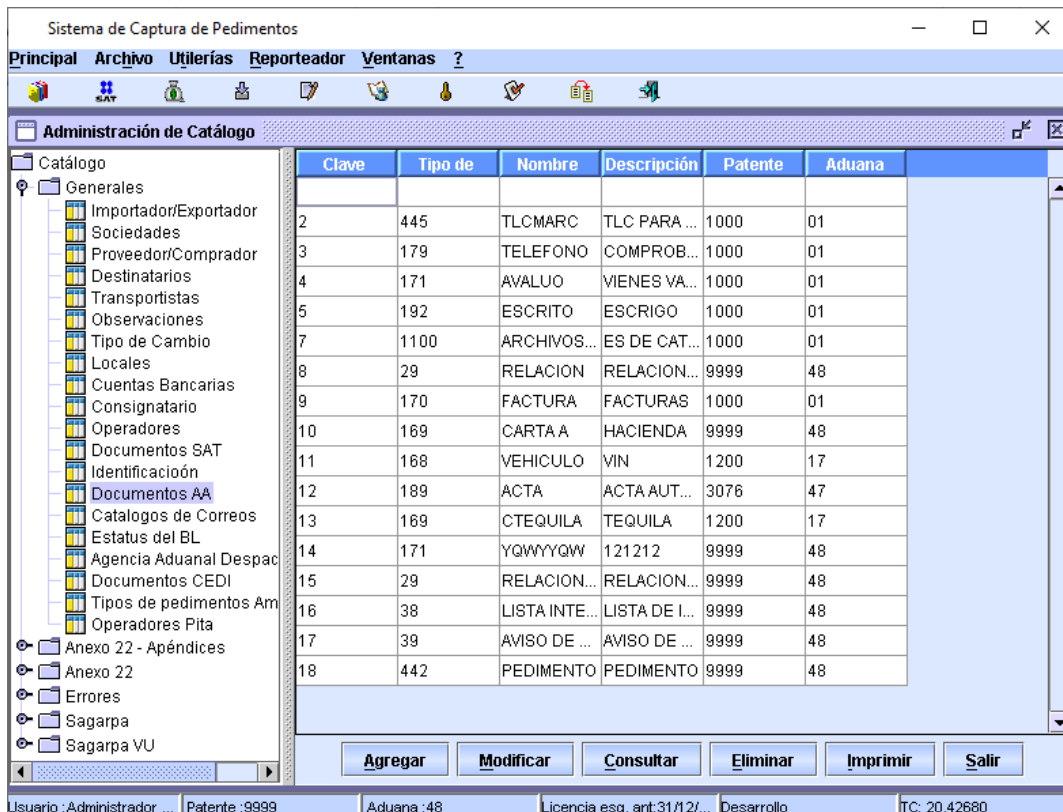 Sistema de Captura de Pedimentos
Principal Archivo Utilerías Reporteador Ventanas ?
SAT
Administración de Catálogo
Catálogo
Generales
Importador/Exportador
Sociedades
Proveedor/Comprador
Destinatarios
Transportistas
Observaciones
Tipo de Cambio
Locales
Cuentas Bancarias
Consignatario
Operadores
Documentos SAT
Identificacioón
Documentos AA
Catalogos de Correos
Estatus del BL
Agencia Aduanal Despac
Documentos CEDI
Tipos de pedimentos Am
Operadores Pita
Anexo 22 - Apéndices
Anexo 22
Errores
Sagarpa
Sagarpa VU
Clave Tipo de Nombre Descripción Patente Aduana
2 445 TLCMARC TLC PARA ... 1000 01
3 179 TELEFONO COMPROB... 1000 01
4 171 AVALUO VIENES VA... 1000 01
5 192 ESCRITO ESCRIGO 1000 01
7 1100 ARCHIVOS... ES DE CAT... 1000 01
8 29 RELACION RELACION... 9999 48
9 170 FACTURA FACTURAS 1000 01
10 169 CARTA A HACIENDA 9999 48
11 168 VEHICULO VIN 1200 17
12 189 ACTA ACTA AUT... 3076 47
13 169 CTEQUILA TEQUILA 1200 17
14 171 YQWYYQW 121212 9999 48
15 29 RELACION... RELACION... 9999 48
16 38 LISTA INTE... LISTA DE I... 9999 48
17 39 AVISO DE ... AVISO DE ... 9999 48
18 442 PEDIMENTO PEDIMENTO 9999 48
Agregar Modificar Consultar Eliminar Imprimir Salir
Usuario :Administrador ... Patente :9999 Aduana :48 Licencia esq. ant:31/12/... Desarrollo TC: 20.42680